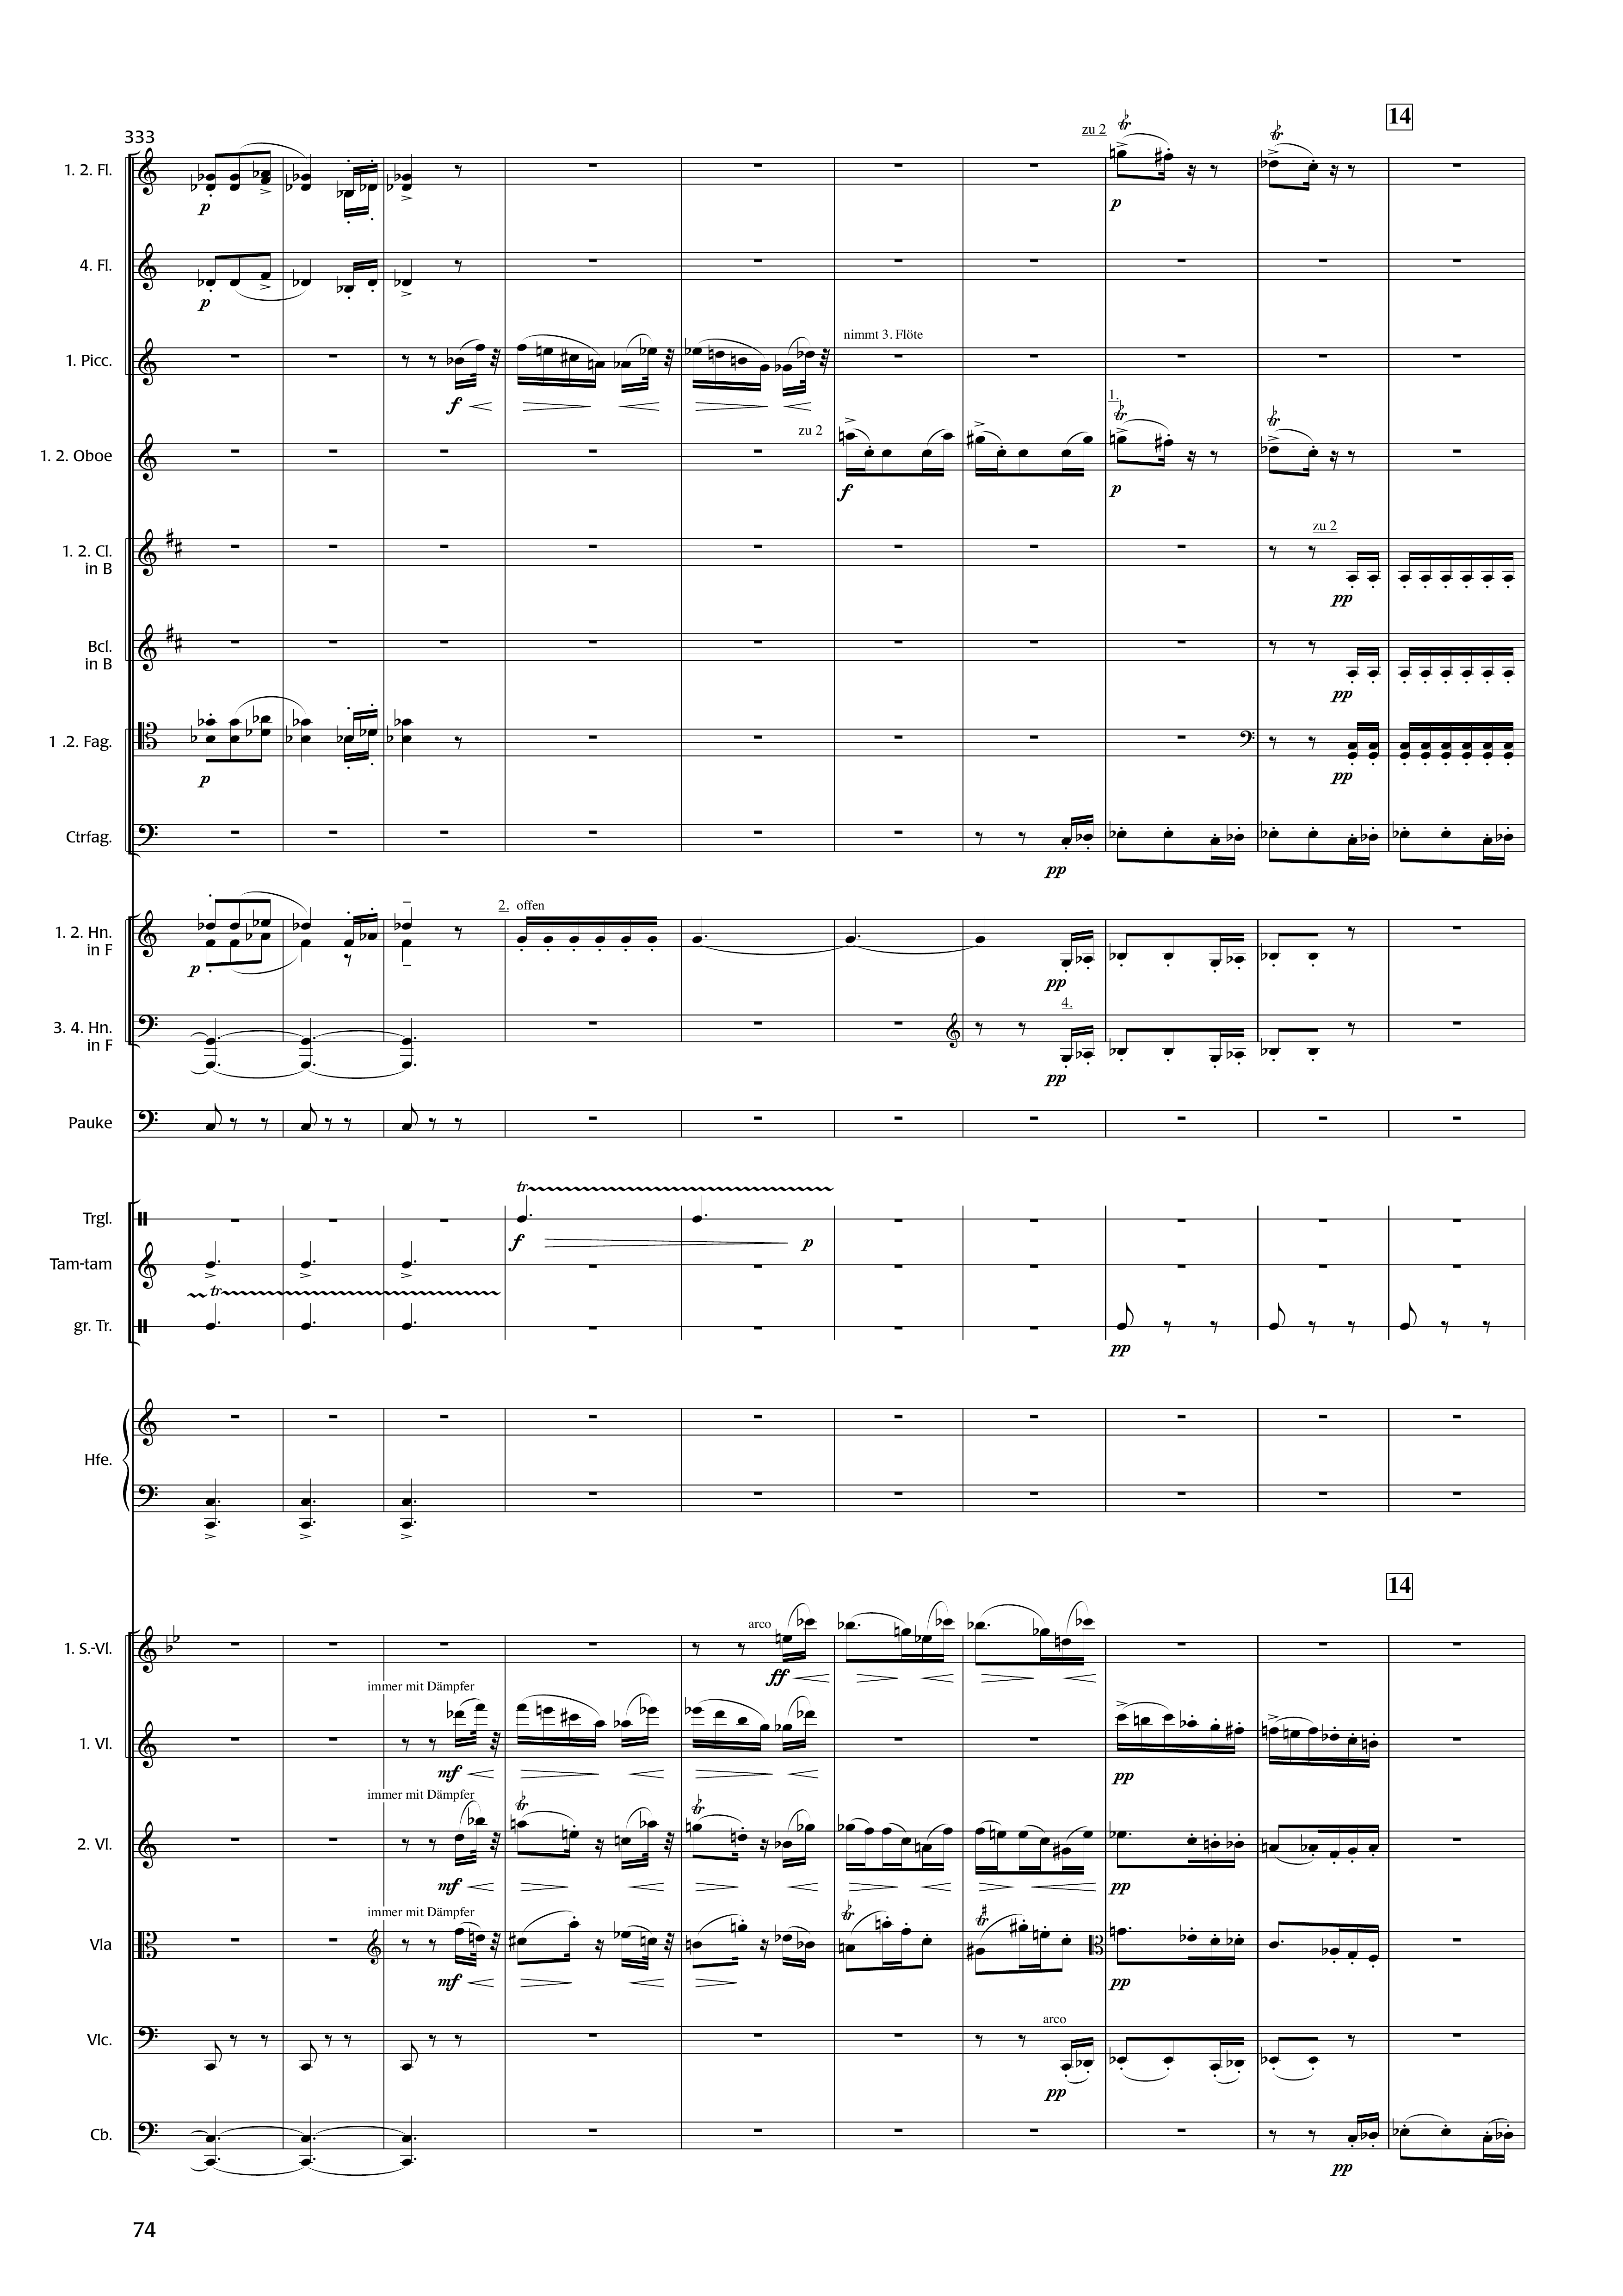 14
333
zu 2
1. 2. Fl.
p
p
4. Fl.
p
nimmt 3. Flöte
1. Picc.
f
1.
zu 2
1. 2. Oboe
f
p
zu 2
1. 2. Cl.
in B
pp
Bcl.
in B
pp
1 .2. Fag.
p
pp
Ctrfag.
pp
2. offen
1. 2. Hn.
in F
p
pp
4.
3. 4. Hn.
in F
pp
Pauke
tr
Trgl.
f
p
Tam-tam
tr
gr. Tr.
pp
Hfe.
14
arco
1. S.-Vl.
ff
immer mit Dämpfer
1. Vl.
mf
pp
immer mit Dämpfer
tr
tr
2. Vl.
mf
pp
immer mit Dämpfer
tr
tr
Vla
mf
pp
arco
Vlc.
pp
Cb.
pp
74